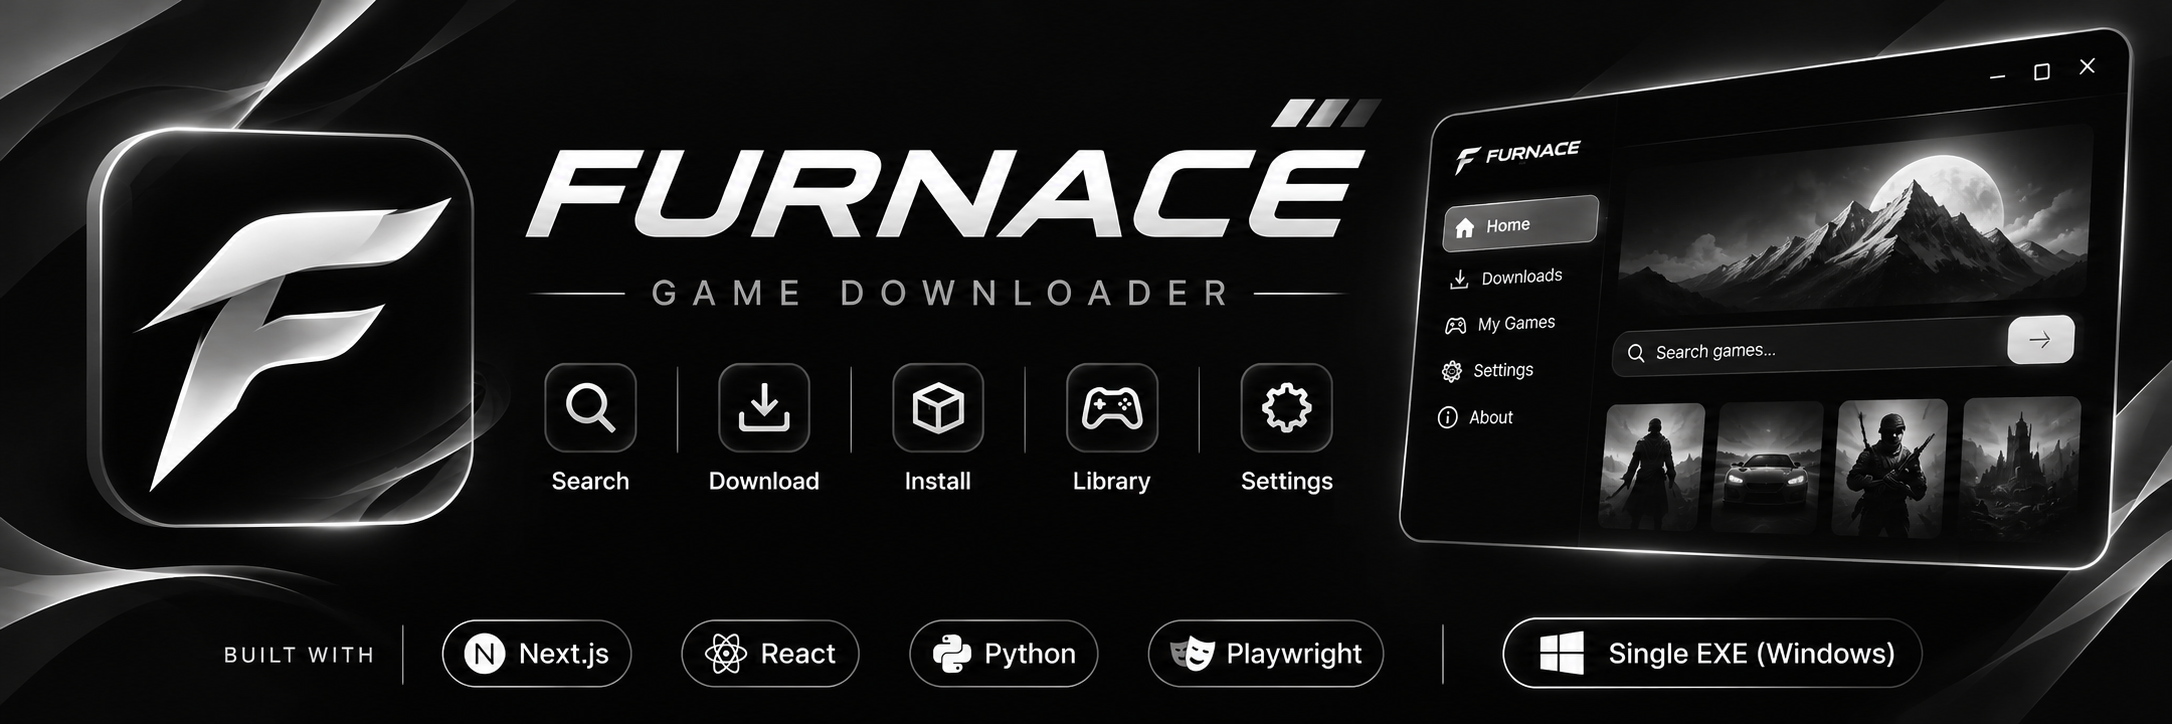 FURNACE
GAME DOWNLOADER
Search
Download
Install
Library
Settings
FURNACE
Home
Downloads
My Games
Settings
About
Search games...
BUILT WITH
N Next.js
React
Python
Playwright
Single EXE (Windows)